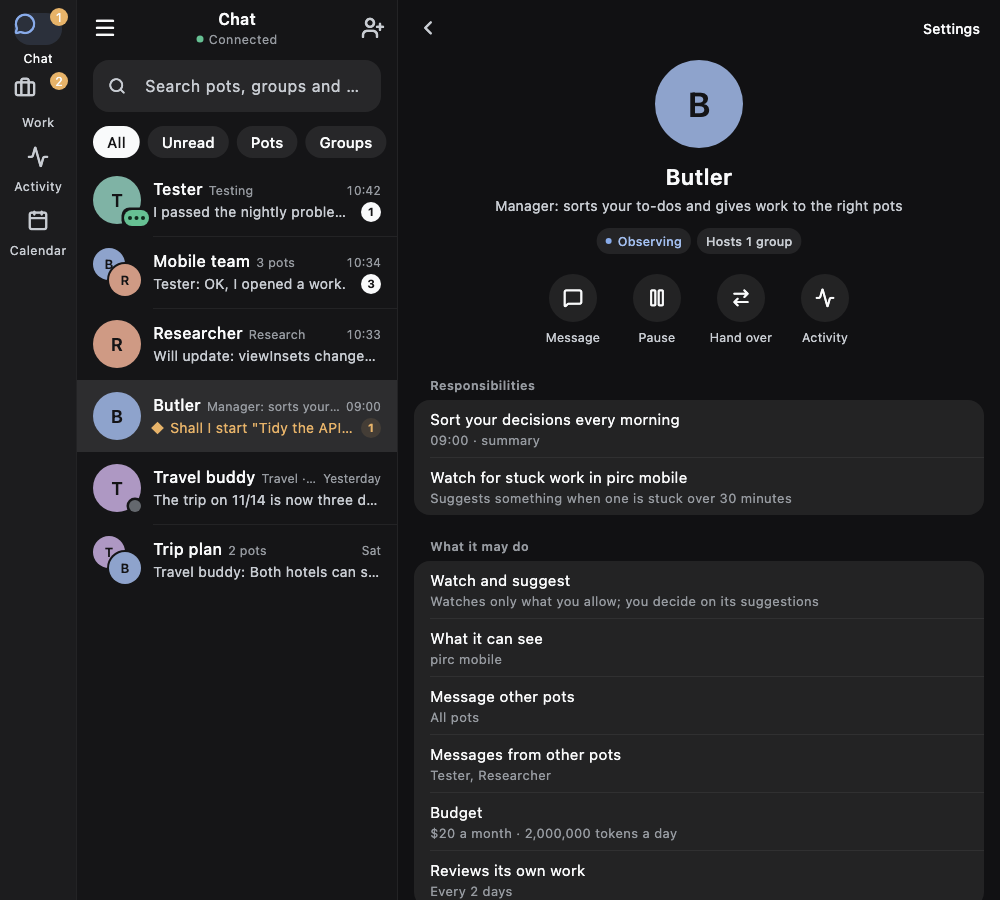 1
Chat
2
Work
Activity
Calendar
Chat
Connected
Search pots, groups and ...
All
Unread
Pots
Groups
T
Tester Testing 10:42
I passed the nightly proble... 1
B
R
Mobile team 3 pots 10:34
Tester: OK, I opened a work. 3
R
Researcher Research 10:33
Will update: viewInsets change...
B
Butler Manager: sorts your... 09:00
Shall I start "Tidy the API... 1
T
Travel buddy Travel ·... Yesterday
The trip on 11/14 is now three d...
T
B
Trip plan 2 pots Sat
Travel buddy: Both hotels can s...
Settings
B
Butler
Manager: sorts your to-dos and gives work to the right pots
Observing
Hosts 1 group
Message
Pause
Hand over
Activity
Responsibilities
Sort your decisions every morning
09:00 · summary
Watch for stuck work in pirc mobile
Suggests something when one is stuck over 30 minutes
What it may do
Watch and suggest
Watches only what you allow; you decide on its suggestions
What it can see
pirc mobile
Message other pots
All pots
Messages from other pots
Tester, Researcher
Budget
$20 a month · 2,000,000 tokens a day
Reviews its own work
Every 2 days